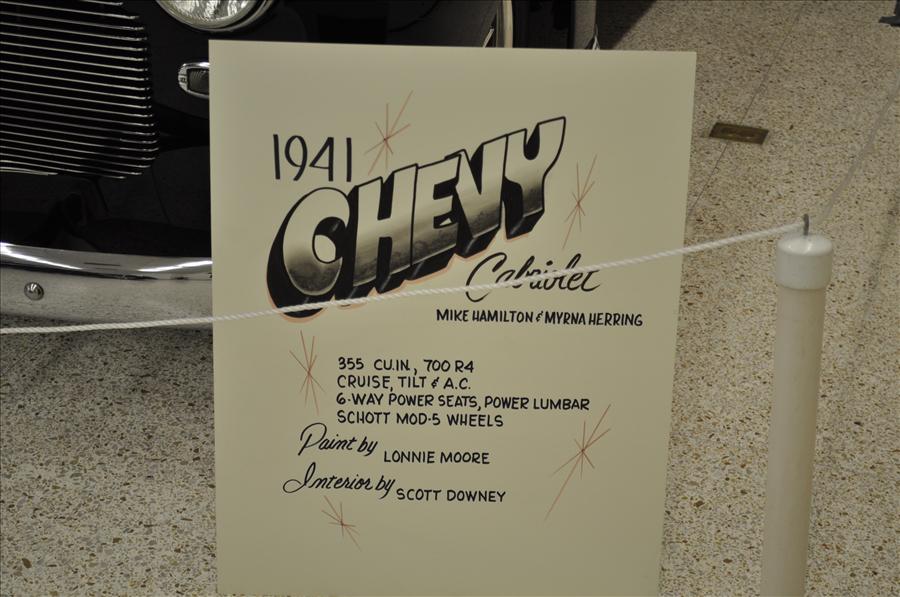 1941
CHEVY
Cabriolet
MIKE HAMILTON & MYRNA HERRING
355 CU.IN., 700 R4
CRUISE, TILT & A.C.
6-WAY POWER SEATS, POWER LUMBAR
SCHOTT MOD-5 WHEELS
Paint by LONNIE MOORE
Interior by SCOTT DOWNEY